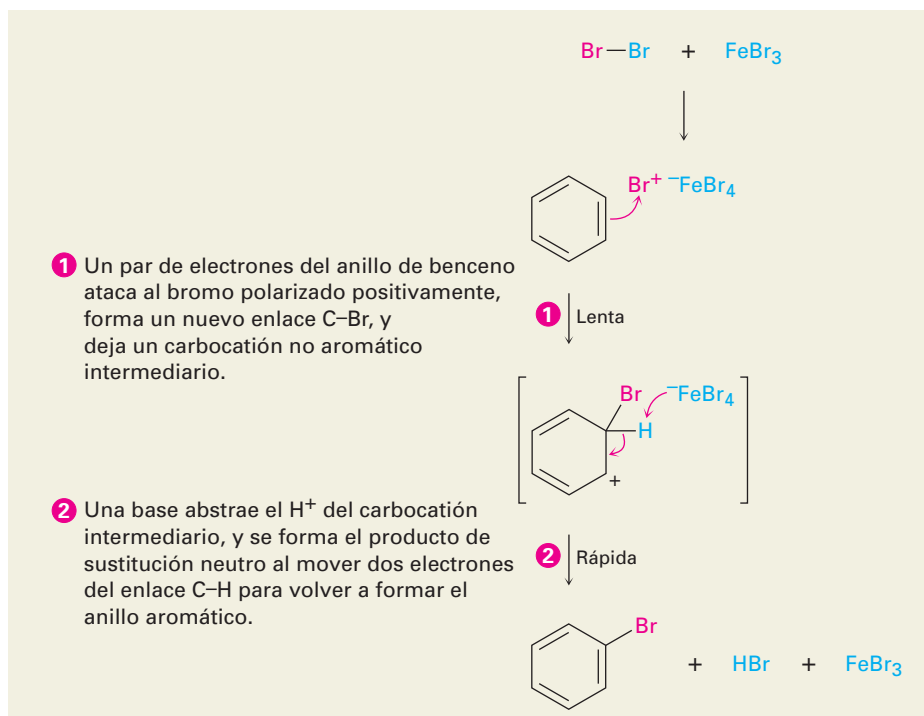 Br—Br + FeBr₃
Br⁺ ⁻FeBr₄
1 Un par de electrones del anillo de benceno
ataca al bromo polarizado positivamente,
forma un nuevo enlace C–Br, y
deja un carbocatión no aromático
intermediario.
1 Lenta
Br ⁻FeBr₄
H
+
2 Una base abstrae el H⁺ del carbocatión
intermediario, y se forma el producto de
sustitución neutro al mover dos electrones
del enlace C–H para volver a formar el
anillo aromático.
2 Rápida
Br
+ HBr + FeBr₃